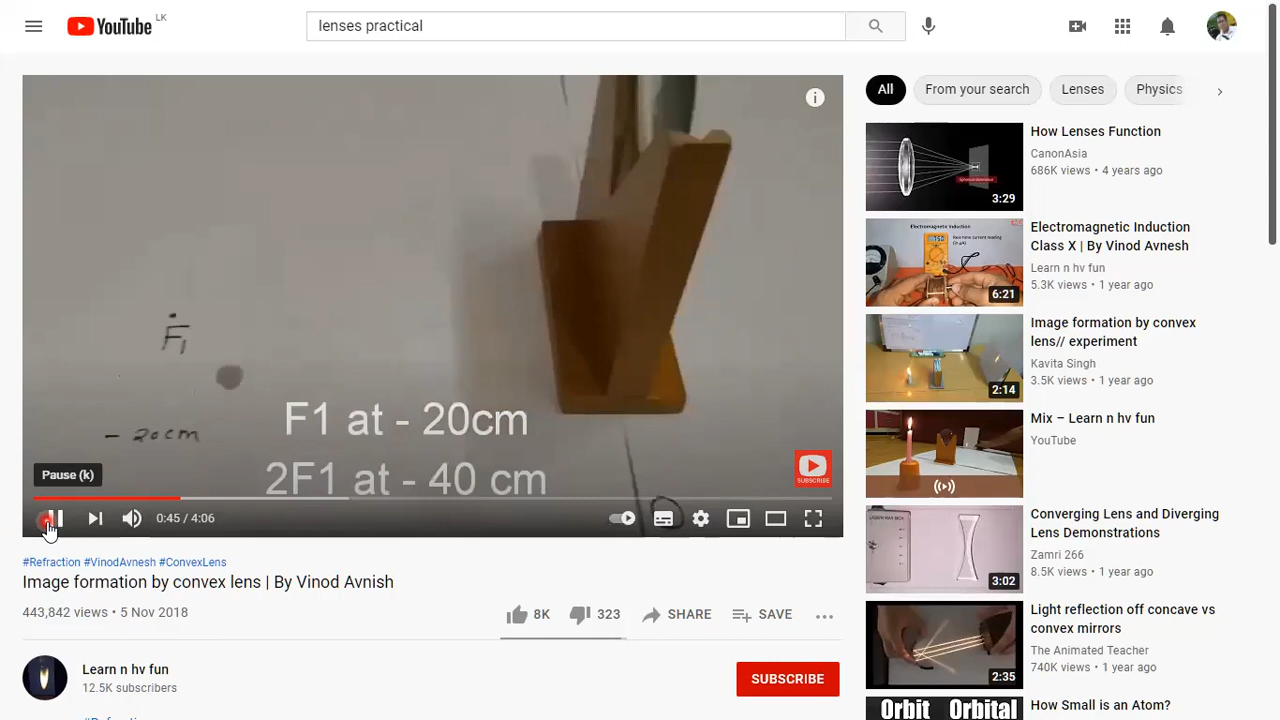 YouTube LK
lenses practical
F1
- 20cm
F1 at - 20cm
2F1 at - 40 cm
SUBSCRIBE
Pause (k)
0:45 / 4:06
#Refraction #VinodAvnesh #ConvexLens
Image formation by convex lens | By Vinod Avnish
443,842 views • 5 Nov 2018
8K 323 SHARE SAVE
Learn n hv fun
12.5K subscribers
SUBSCRIBE
All From your search Lenses Physics
How Lenses Function
CanonAsia
686K views • 4 years ago
3:29
Electromagnetic Induction
Electromagnetic Induction
Class X | By Vinod Avnesh
Learn n hv fun
5.3K views • 1 year ago
6:21
Image formation by convex
lens// experiment
Kavita Singh
3.5K views • 1 year ago
2:14
Mix – Learn n hv fun
YouTube
Converging Lens and Diverging
Lens Demonstrations
Zamri 266
8.5K views • 1 year ago
3:02
Light reflection off concave vs
convex mirrors
The Animated Teacher
740K views • 1 year ago
2:35
Orbit Orbital
How Small is an Atom?